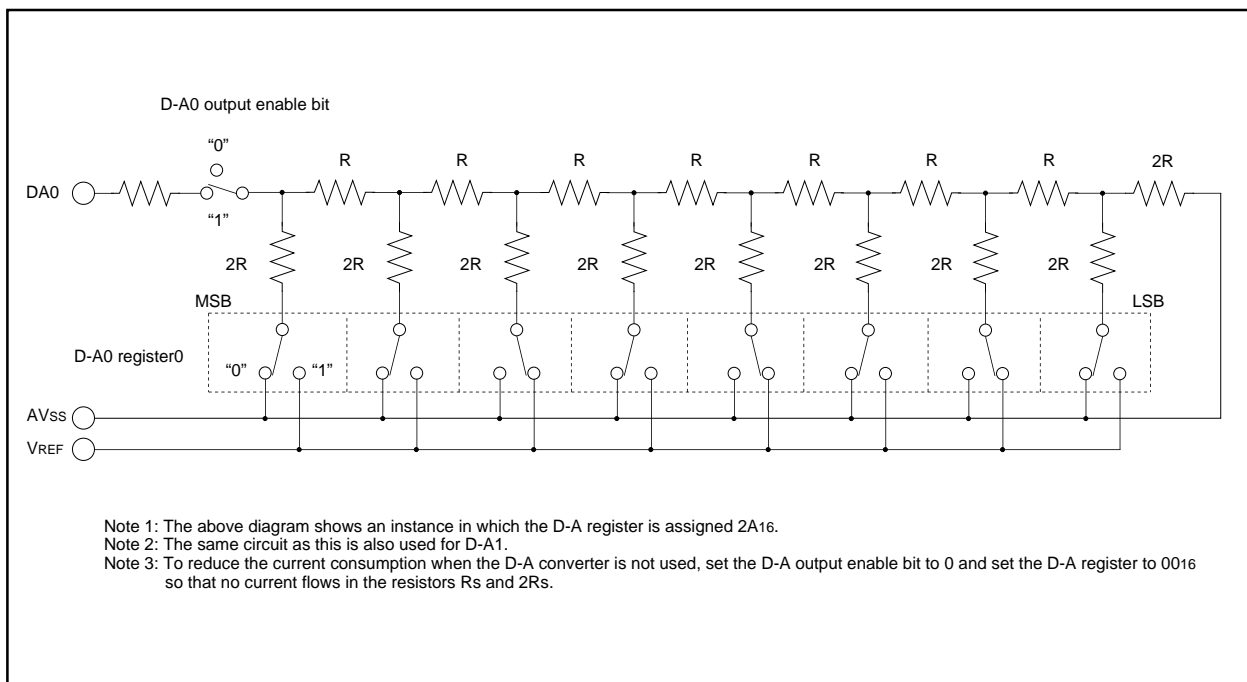 D-A0 output enable bit
“0”
R R R R R R R 2R
DA0
“1”
2R 2R 2R 2R 2R 2R 2R 2R
MSB LSB
D-A0 register0
“0” “1”
AVSS
VREF
Note 1: The above diagram shows an instance in which the D-A register is assigned 2A16.
Note 2: The same circuit as this is also used for D-A1.
Note 3: To reduce the current consumption when the D-A converter is not used, set the D-A output enable bit to 0 and set the D-A register to 0016
so that no current flows in the resistors Rs and 2Rs.